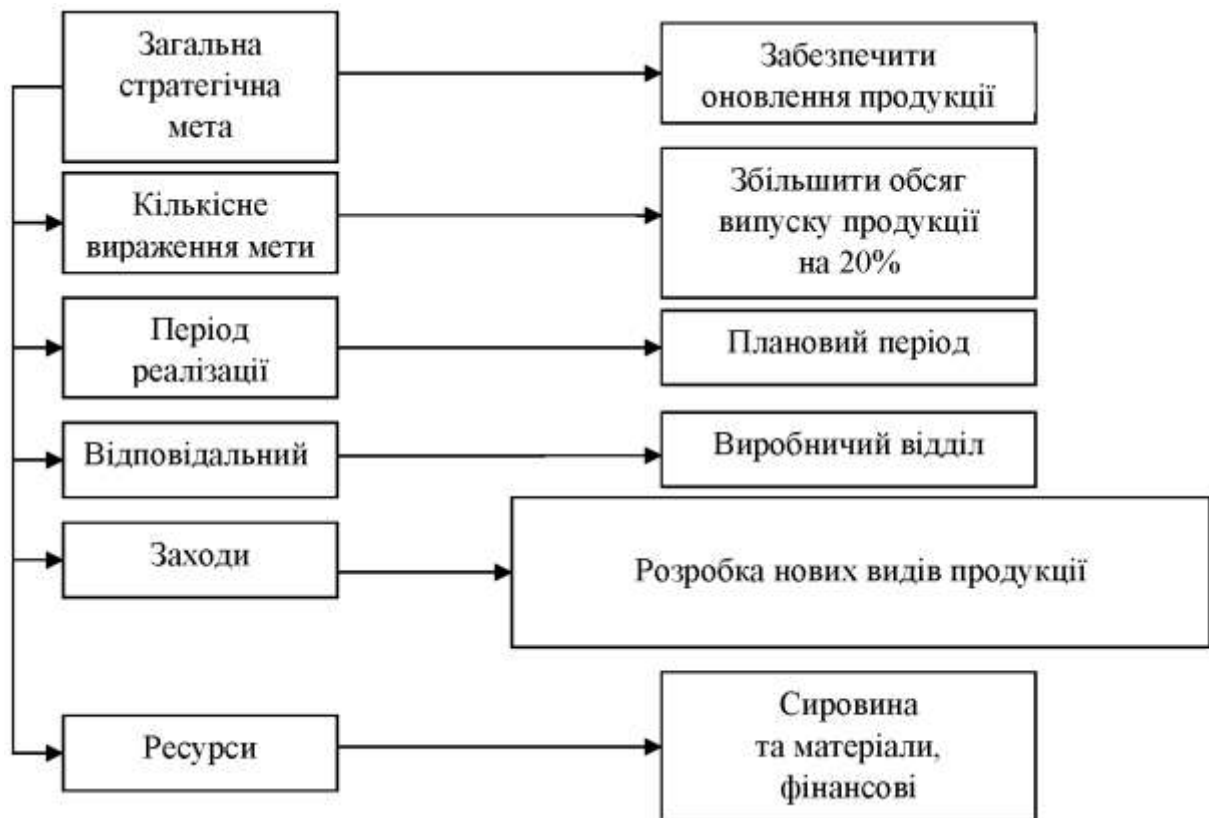 Загальна
стратегічна
мета
Забезпечити
оновлення продукції
Кількісне
вираження мети
Збільшити обсяг
випуску продукції
на 20%
Період
реалізації
Плановий період
Відповідальний
Виробничий відділ
Заходи
Розробка нових видів продукції
Ресурси
Сировина
та матеріали,
фінансові